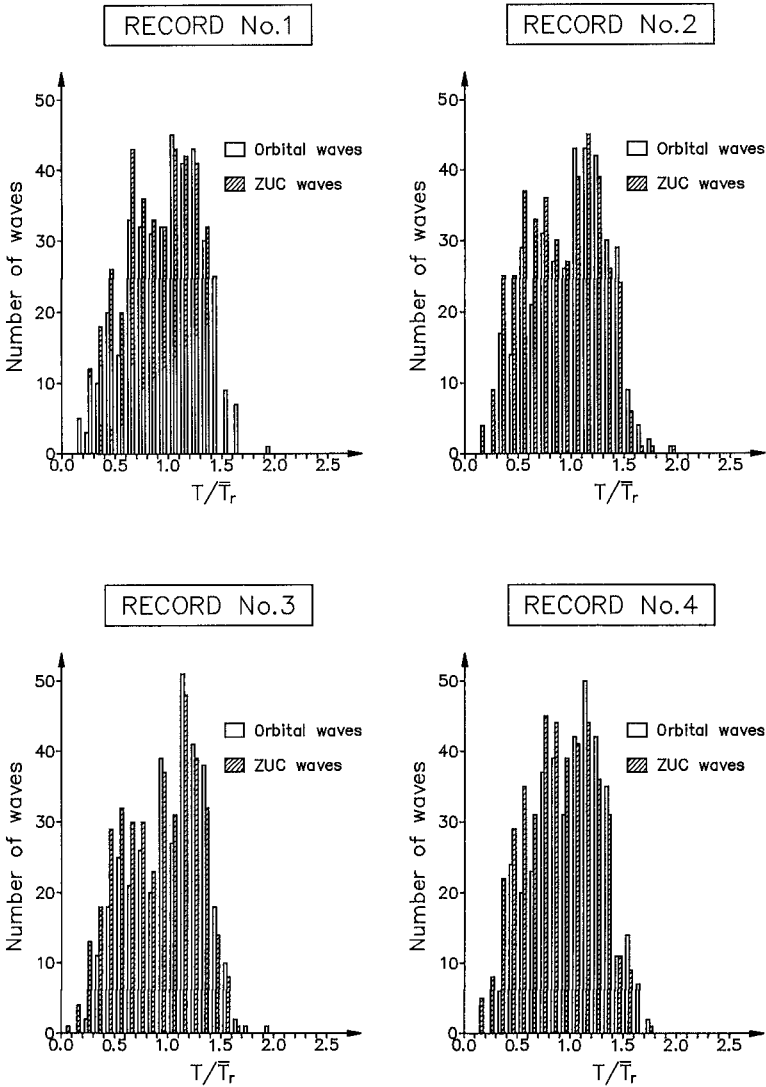 RECORD No.1
50
40
30
20
10
0
Number of waves
Orbital waves
ZUC waves
0.0 0.5 1.0 1.5 2.0 2.5
T/T̅r
RECORD No.2
50
40
30
20
10
0
Number of waves
Orbital waves
ZUC waves
0.0 0.5 1.0 1.5 2.0 2.5
T/T̅r
RECORD No.3
50
40
30
20
10
0
Number of waves
Orbital waves
ZUC waves
0.0 0.5 1.0 1.5 2.0 2.5
T/T̅r
RECORD No.4
50
40
30
20
10
0
Number of waves
Orbital waves
ZUC waves
0.0 0.5 1.0 1.5 2.0 2.5
T/T̅r